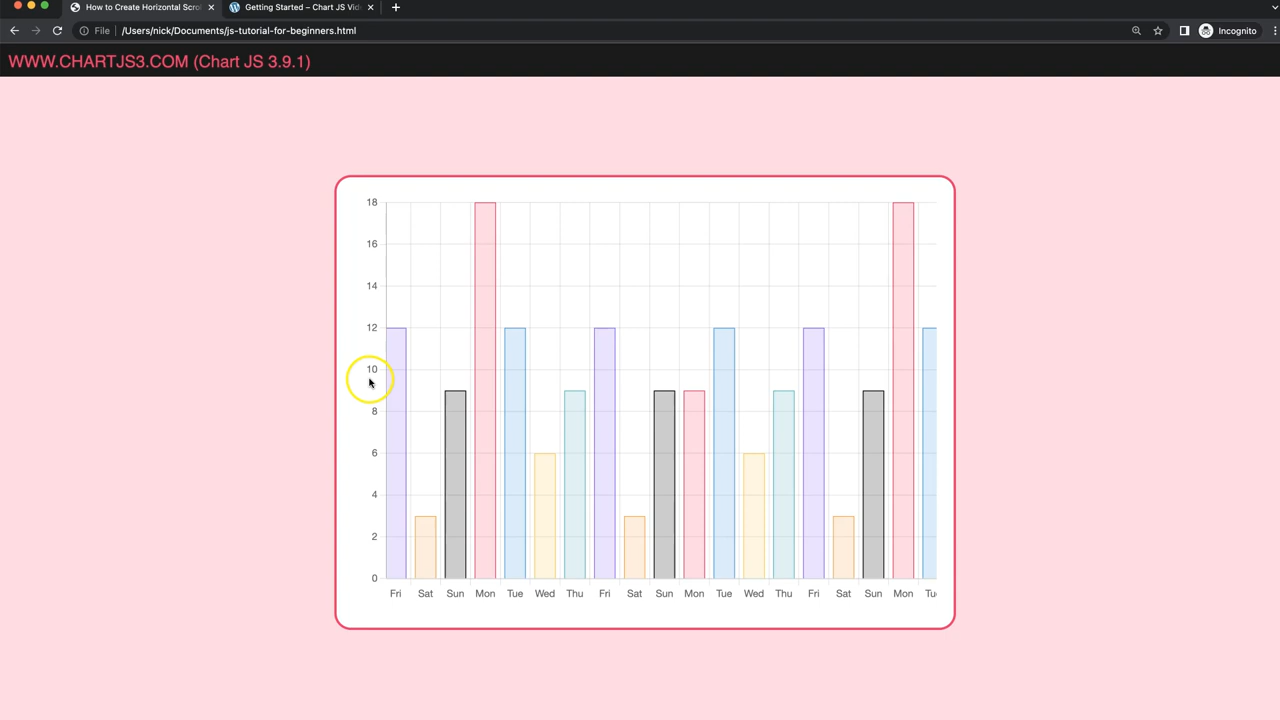 How to Create Horizontal Scrol
Getting Started – Chart JS Vid
File
/Users/nick/Documents/js-tutorial-for-beginners.html
Incognito
WWW.CHARTJS3.COM (Chart JS 3.9.1)
18
16
14
12
10
8
6
4
2
0
Fri Sat Sun Mon Tue Wed Thu Fri Sat Sun Mon Tue Wed Thu Fri Sat Sun Mon Tu